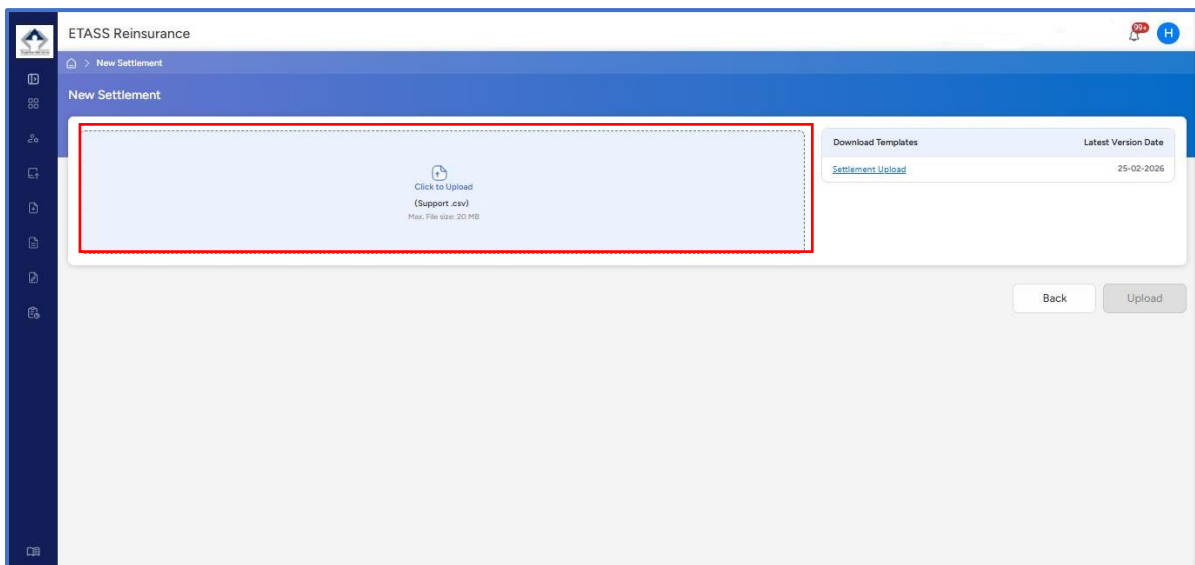 ETASS Reinsurance
99+
H
> New Settlement
New Settlement
Click to Upload
(Support .csv)
Max. File size: 20 MB
Download Templates Latest Version Date
Settlement Upload 25-02-2026
Back Upload